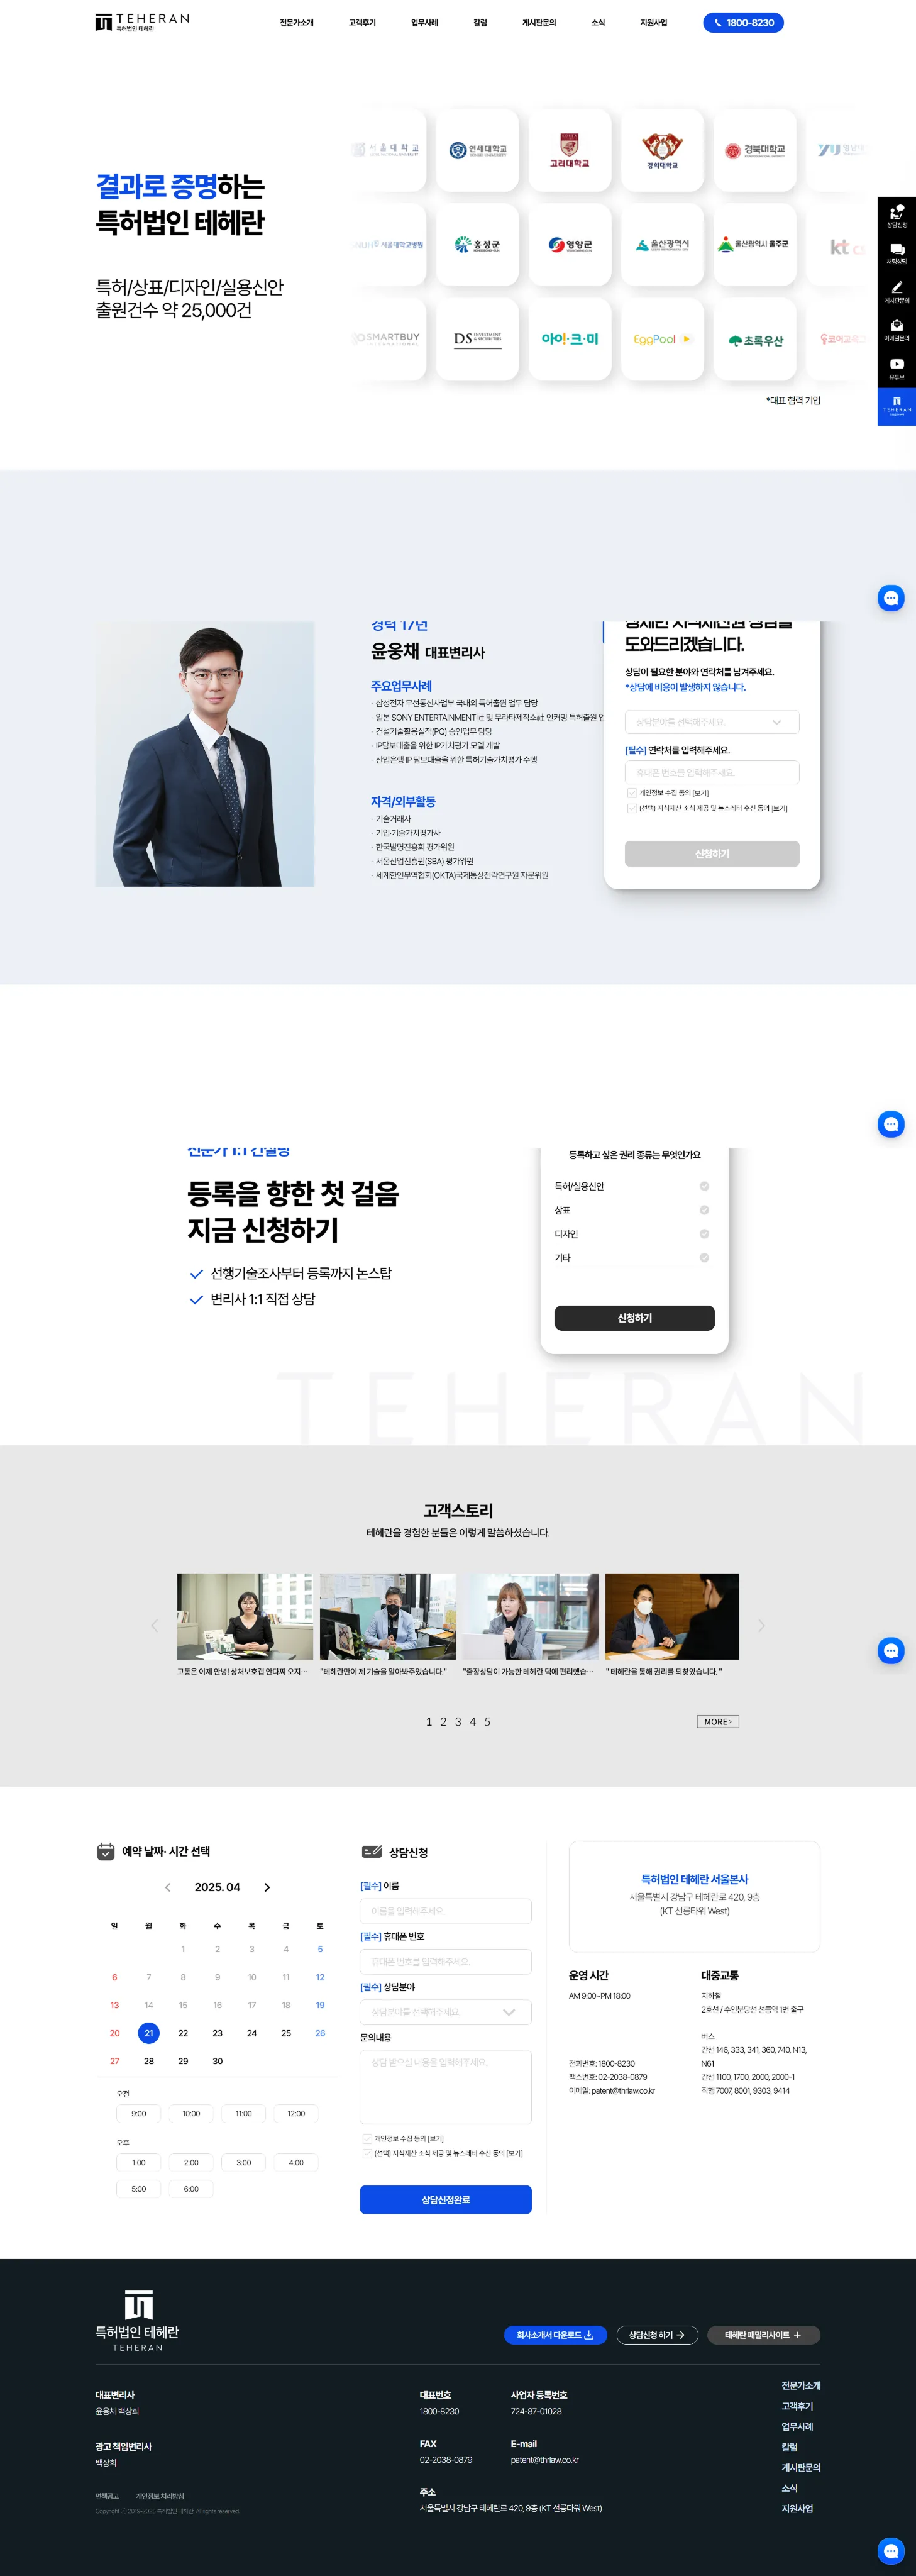 TEHERAN
특허법인 테헤란
전문가소개
고객후기
업무사례
칼럼
게시판문의
소식
지원사업
1800-8230
결과로 증명하는
특허법인 테헤란
특허/상표/디자인/실용신안
출원건수 약 25,000건
서울대학교
연세대학교
고려대학교
경희대학교
경북대학교
서울대학교병원
홍성군
영양군
울산광역시
울산광역시 울주군
kt
SMARTBUY
INTERNATIONAL
DS INVESTMENT & SECURITIES
아이·크·미
EggPool
초록우산
*대표 협력 기업
상담신청
채팅상담
게시판문의
이메일문의
유튜브
TEHERAN
경력 17년
윤웅채 대표변리사
주요업무사례
· 삼성전자 무선통신사업부 국내외 특허출원 업무 담당
· 일본 SONY ENTERTAINMENT社 및 무라타제작소社 인커밍 특허출원 업
· 건설기술활용실적(PQ) 승인업무 담당
· IP담보대출을 위한 IP가치평가 모델 개발
· 산업은행 IP 담보대출을 위한 특허기술가치평가 수행
자격/외부활동
· 기술거래사
· 기업·기술가치평가사
· 한국발명진흥회 평가위원
· 서울산업진흥원(SBA) 평가위원
· 세계한인무역협회(OKTA)국제통상전략연구원 자문위원
도와드리겠습니다.
상담이 필요한 분야와 연락처를 남겨주세요.
*상담에 비용이 발생하지 않습니다.
상담분야를 선택해주세요.
[필수] 연락처를 입력해주세요.
휴대폰 번호를 입력해주세요.
개인정보 수집 동의 [보기]
(선택) 지식재산 소식 제공 및 뉴스레터 수신 동의 [보기]
신청하기
전문가 1:1 컨설팅
등록을 향한 첫 걸음
지금 신청하기
선행기술조사부터 등록까지 논스탑
변리사 1:1 직접 상담
등록하고 싶은 권리 종류는 무엇인가요
특허/실용신안
상표
디자인
기타
신청하기
TEHERAN
고객스토리
테헤란을 경험한 분들은 이렇게 말씀하셨습니다.
고통은 이제 안녕! 상처보호캡 안다찌 오지…
"테헤란만이 제 기술을 알아봐주었습니다."
"출장상담이 가능한 테헤란 덕에 편리했습…
" 테헤란을 통해 권리를 되찾았습니다. "
1 2 3 4 5
MORE>
예약 날짜· 시간 선택
2025. 04
일 월 화 수 목 금 토
1 2 3 4 5
6 7 8 9 10 11 12
13 14 15 16 17 18 19
20 21 22 23 24 25 26
27 28 29 30
오전
9:00 10:00 11:00 12:00
오후
1:00 2:00 3:00 4:00
5:00 6:00
상담신청
[필수] 이름
이름을 입력해주세요.
[필수] 휴대폰 번호
휴대폰 번호를 입력해주세요.
[필수] 상담분야
상담분야를 선택해주세요.
문의내용
상담 받으실 내용을 입력해주세요.
개인정보 수집 동의 [보기]
(선택) 지식재산 소식 제공 및 뉴스레터 수신 동의 [보기]
상담신청완료
특허법인 테헤란 서울본사
서울특별시 강남구 테헤란로 420, 9층
(KT 선릉타워 West)
운영 시간
AM 9:00~PM 18:00
전화번호: 1800-8230
팩스번호: 02-2038-0879
이메일: patent@thrlaw.co.kr
대중교통
지하철
2호선 / 수인분당선 선릉역 1번 출구
버스
간선 146, 333, 341, 360, 740, N13,
N61
간선 1100, 1700, 2000, 2000-1
직행 7007, 8001, 9303, 9414
특허법인 테헤란
TEHERAN
회사소개서 다운로드
상담신청 하기
테헤란 패밀리사이트
대표변리사
윤웅채 백상희
광고 책임변리사
백상희
면책공고
개인정보 처리방침
Copyright ⓒ 2019-2025 특허법인 테헤란. All rights reserved.
대표번호
1800-8230
사업자 등록번호
724-87-01028
FAX
02-2038-0879
E-mail
patent@thrlaw.co.kr
주소
서울특별시 강남구 테헤란로 420, 9층 (KT 선릉타워 West)
전문가소개
고객후기
업무사례
칼럼
게시판문의
소식
지원사업